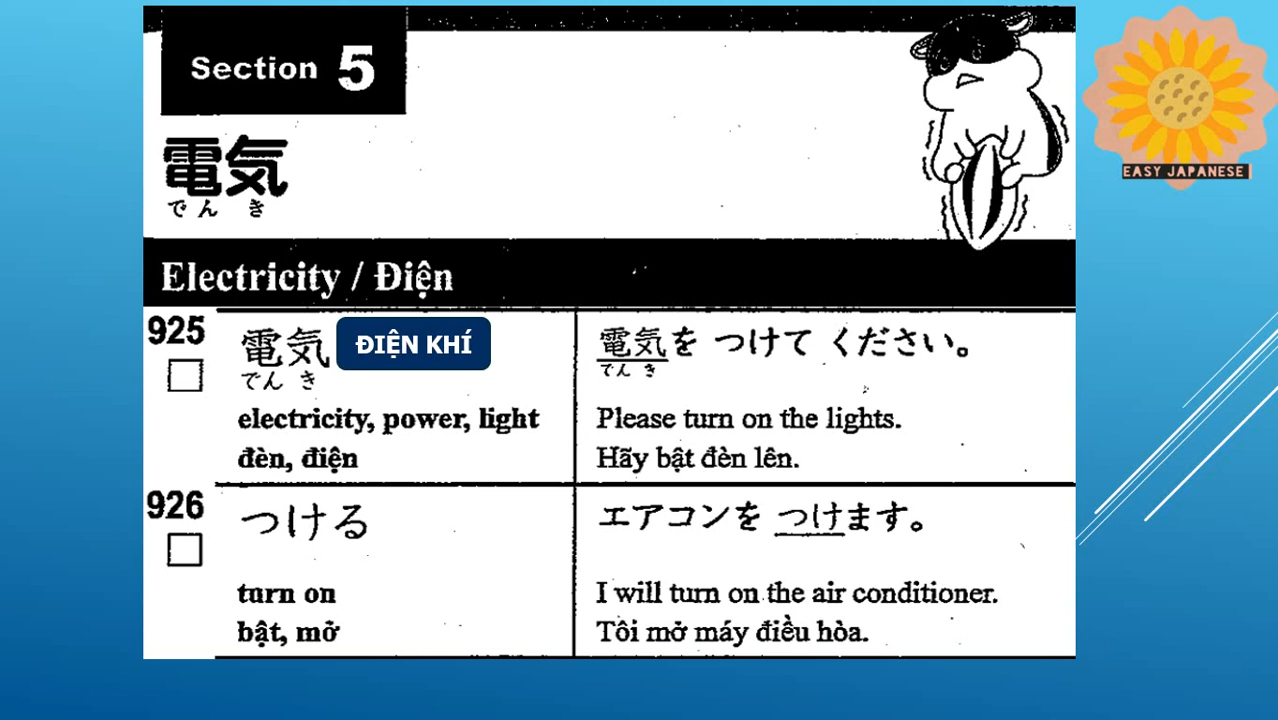 Section 5
電気
でんき
Electricity / Điện
925
電気
でんき
ĐIỆN KHÍ
electricity, power, light
đèn, điện
電気を つけて ください。
でんき
Please turn on the lights.
Hãy bật đèn lên.
926
つける
turn on
bật, mở
エアコンを つけます。
I will turn on the air conditioner.
Tôi mở máy điều hòa.
EASY JAPANESE